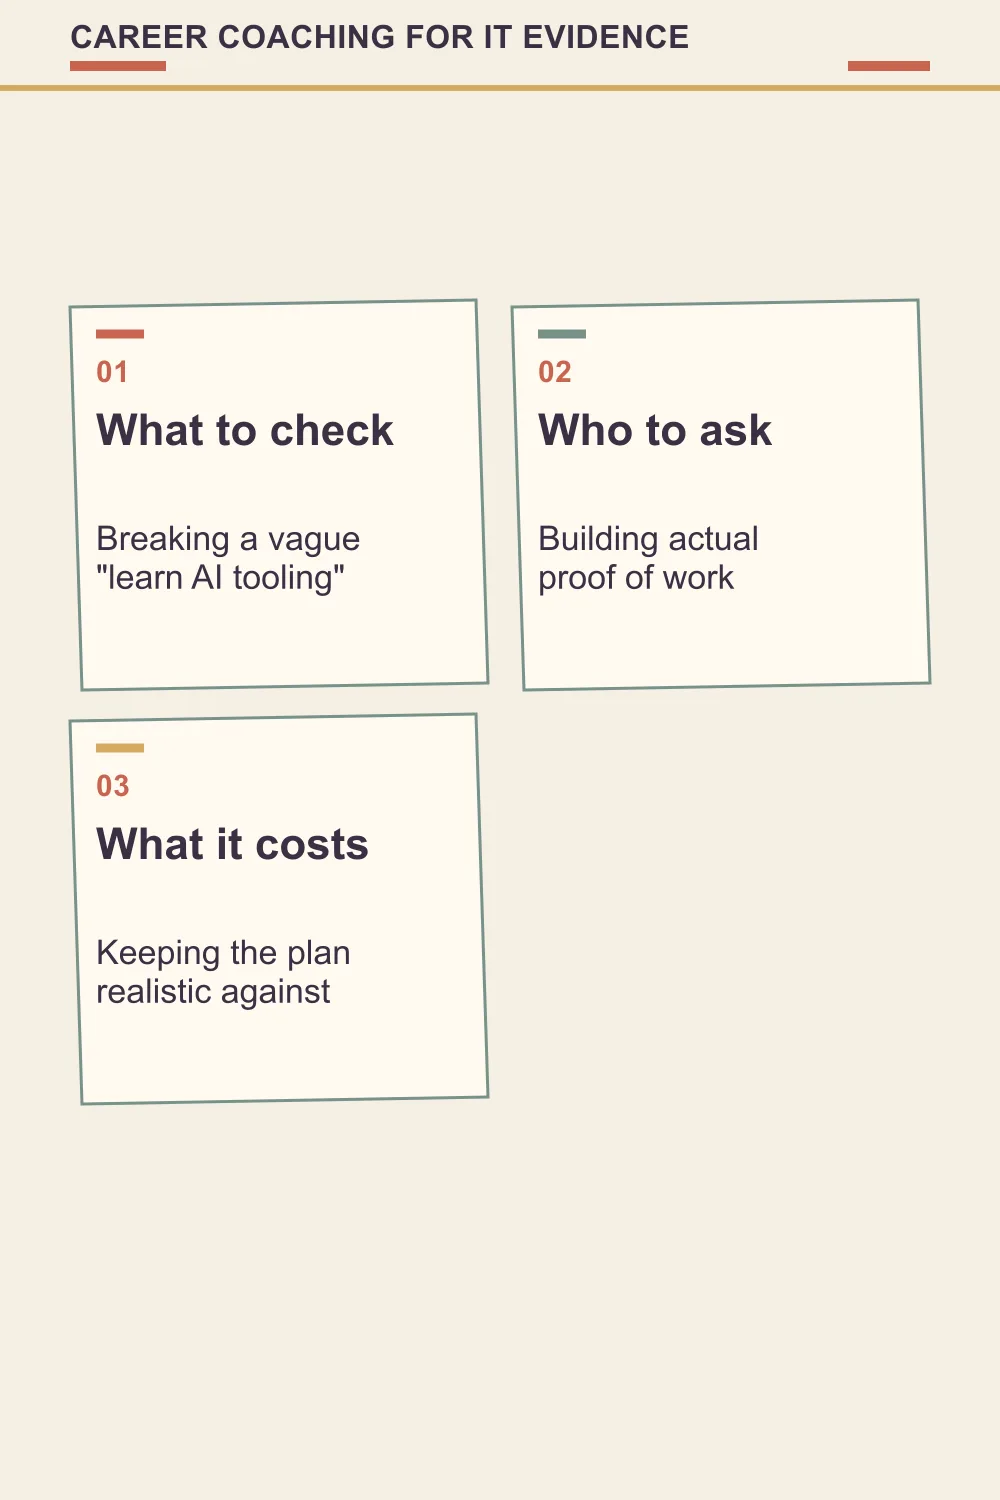 CAREER COACHING FOR IT EVIDENCE
01
What to check
Breaking a vague
"learn AI tooling"
02
Who to ask
Building actual
proof of work
03
What it costs
Keeping the plan
realistic against